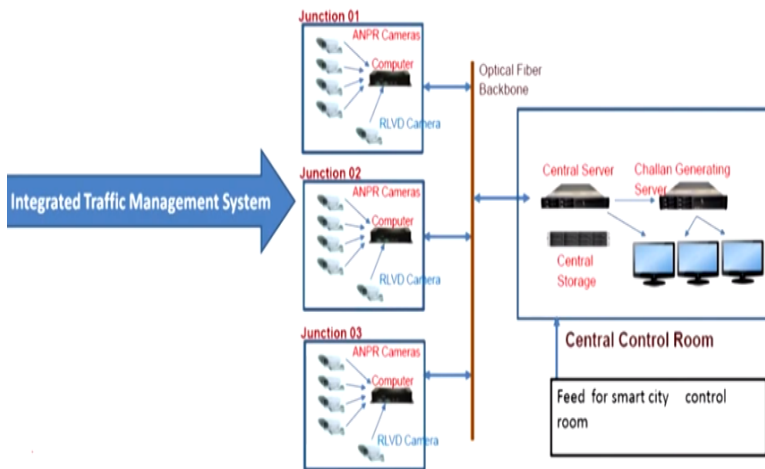 Integrated Traffic Management System
Junction 01
ANPR Cameras
Computer
RLVD Camera
Junction 02
ANPR Cameras
Computer
RLVD Camera
Junction 03
ANPR Cameras
Computer
RLVD Camera
Optical Fiber
Backbone
Central Server
Challan Generating
Server
Central
Storage
Central Control Room
Feed for smart city control
room